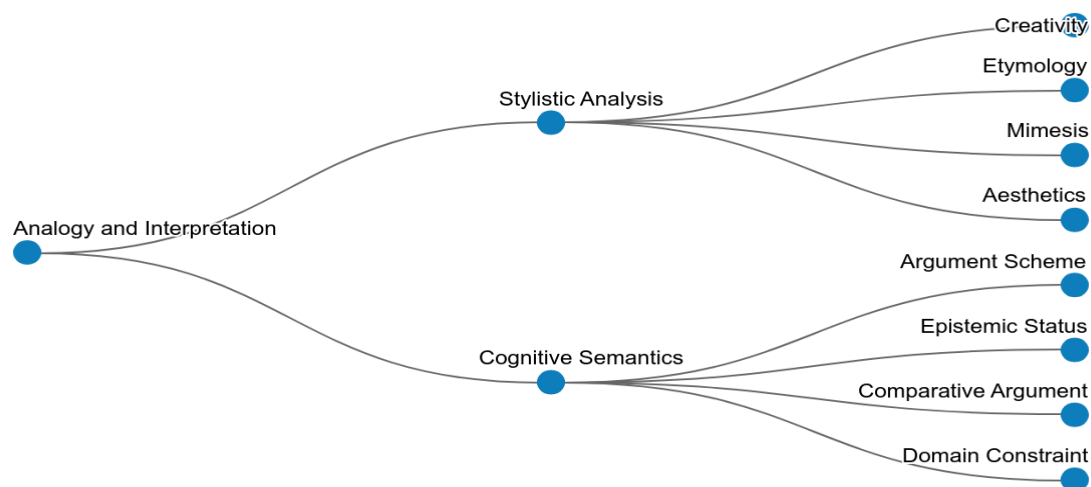 Creativity
Etymology
Stylistic Analysis
Mimesis
Aesthetics
Analogy and Interpretation
Argument Scheme
Epistemic Status
Cognitive Semantics
Comparative Argument
Domain Constraint